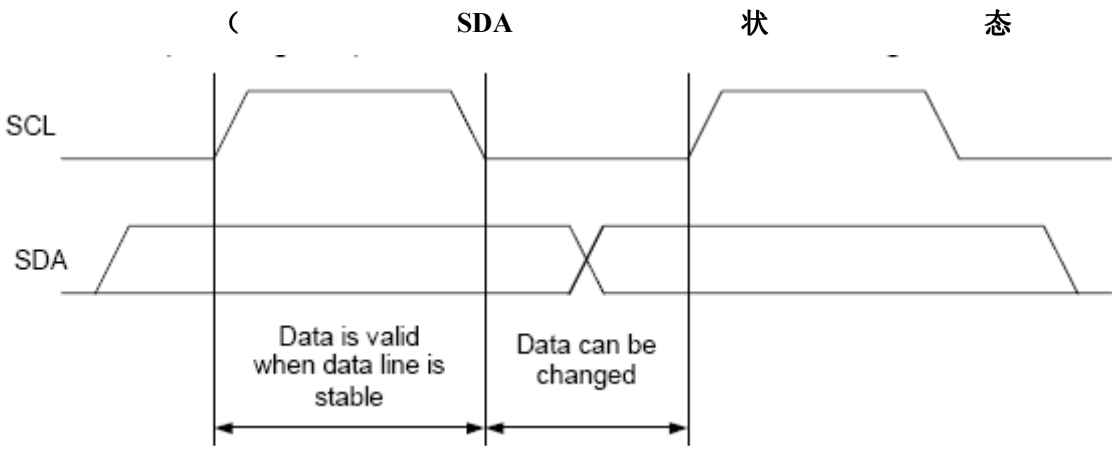 （ SDA 状 态
SCL
SDA
Data is valid
when data line is
stable
Data can be
changed